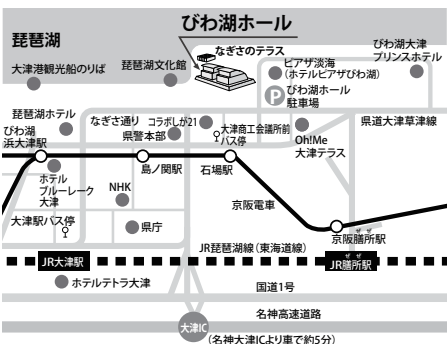 びわ湖ホール
琵琶湖
なぎさのテラス
びわ湖大津
プリンスホテル
大津港観光船のりば
琵琶湖文化館
ピアザ淡海
(ホテルピアザびわ湖)
P
びわ湖ホール
駐車場
琵琶湖ホテル
なぎさ通り
コラボしが21
県警本部
大津商工会議所前
バス停
Oh!Me
大津テラス
県道大津草津線
びわ湖
浜大津駅
島ノ関駅
石場駅
ホテル
ブルーレーク
大津
NHK
京阪電車
大津駅バス停
県庁
ぜ ぜ
京阪膳所駅
JR琵琶湖線(東海道線)
JR大津駅
ぜ ぜ
JR膳所駅
ホテルテトラ大津
国道1号
名神高速道路
大津IC
(名神大津ICより車で約5分)